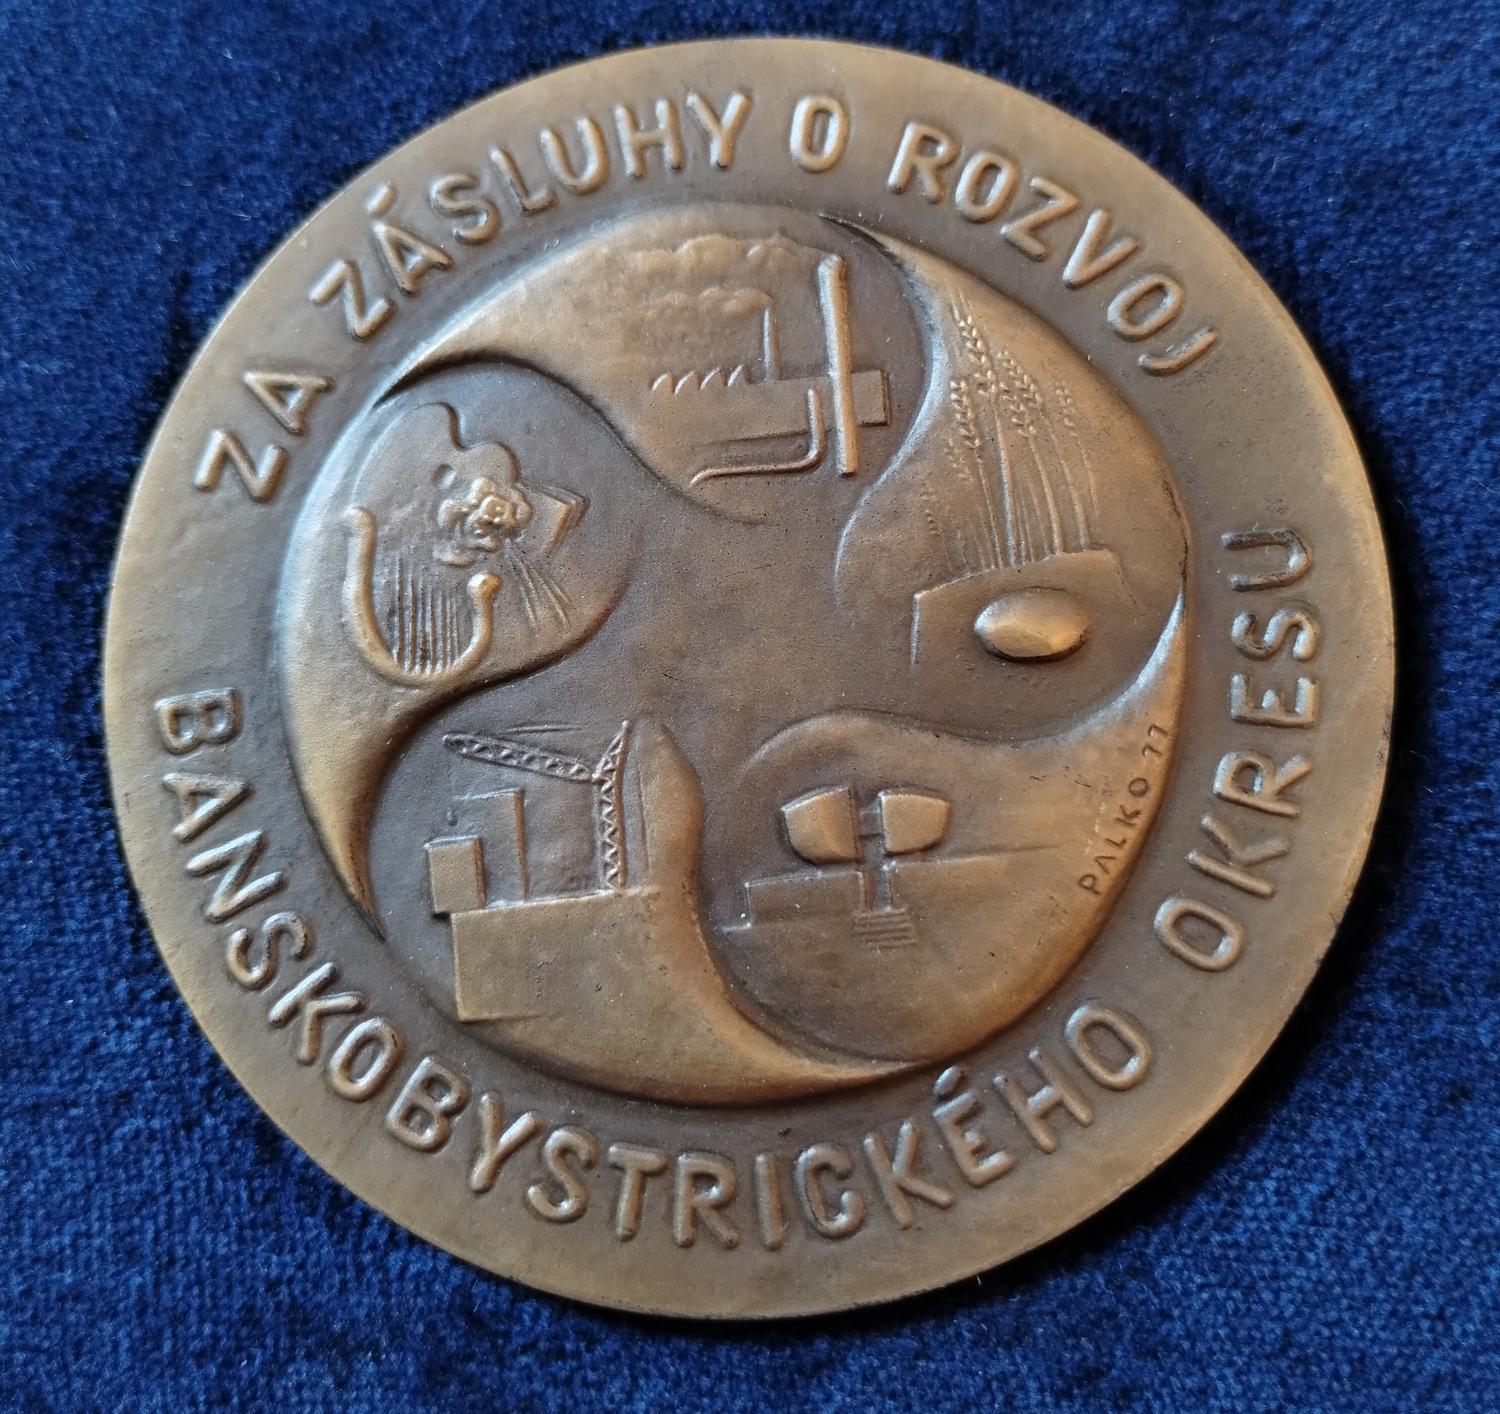 ZA ZÁSLUHY O ROZVOJ
BANSKOBYSTRICKÉHO OKRESU
PALKO 77